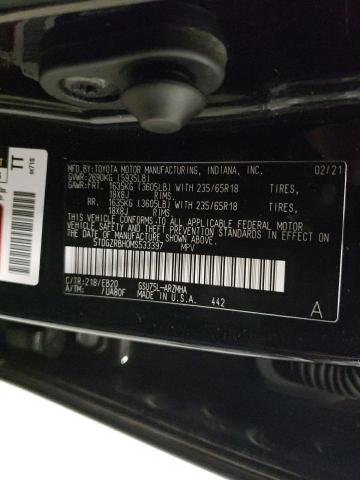 TT
MFD.BY:TOYOTA MOTOR MANUFACTURING, INDIANA, INC. 02/21
GVWR:2690KG (5935LB)
GAWR:FRT. 1635KG (3605LB) WITH 235/65R18 TIRES,
18X8J RIMS,
RR. 1635KG (3605LB) WITH 235/65R18 TIRES,
18X8J RIMS.
THIS VEHICLE CONFORMS TO ALL APPLICABLE FEDERAL MOTOR
VEHICLE SAFETY AND THEFT PREVENTION STANDARDS IN EFFECT
ON THE DATE OF MANUFACTURE SHOWN ABOVE.
5TDGZRBH0MS533397 MPV
C/TR:218/EB20 GSU75L-ARZMHA
A/TM: /UA80F MADE IN U.S.A. 442
A